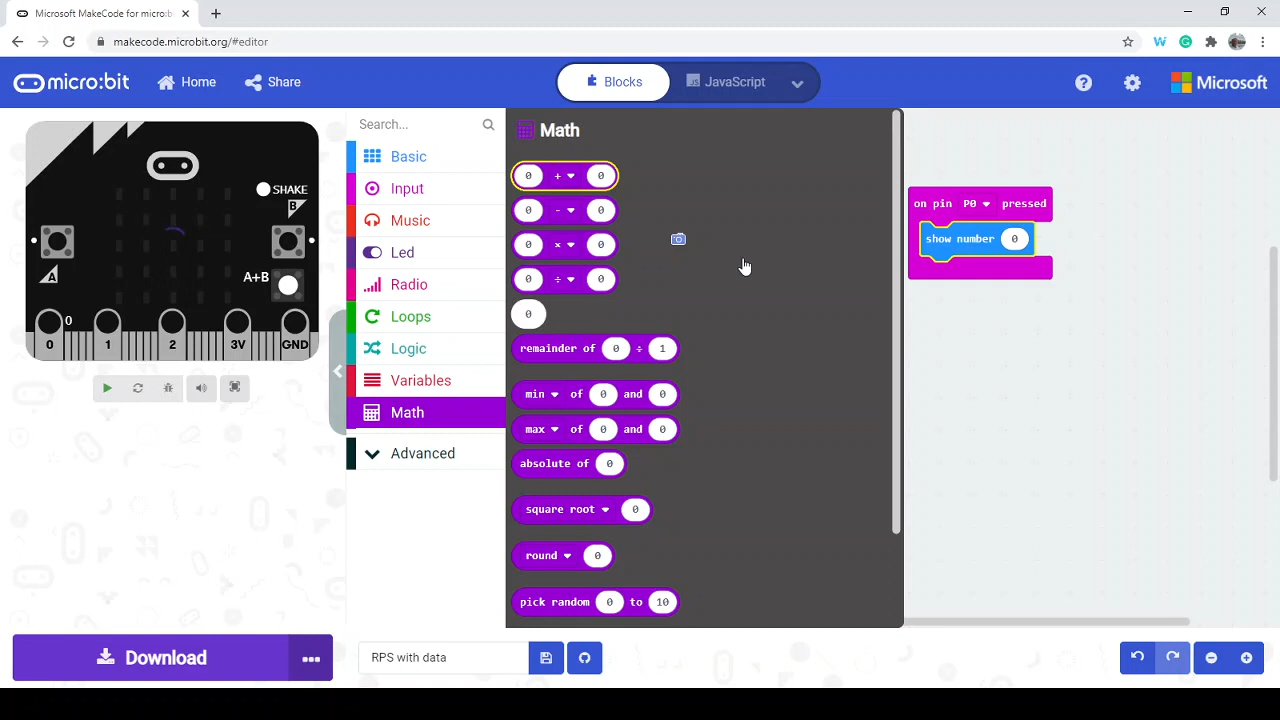 Microsoft MakeCode for micro:b
makecode.microbit.org/#editor
micro:bit
Home
Share
Blocks
JS
JavaScript
?
Microsoft
SHAKE
B
A
A+B
0
0
1
2
3V
GND
Search...
Basic
Input
Music
Led
Radio
Loops
Logic
Variables
Math
Advanced
Math
0 + 0
0 - 0
0 × 0
0 ÷ 0
0
remainder of 0 ÷ 1
min of 0 and 0
max of 0 and 0
absolute of 0
square root 0
round 0
pick random 0 to 10
on pin P0 pressed
show number 0
Download
RPS with data